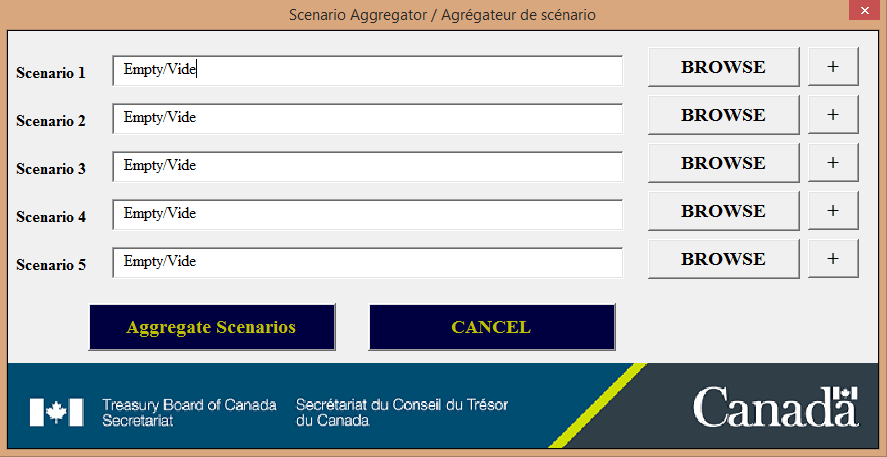 Scenario Aggregator / Agrégateur de scénario
Scenario 1 Empty/Vide BROWSE +
Scenario 2 Empty/Vide BROWSE +
Scenario 3 Empty/Vide BROWSE +
Scenario 4 Empty/Vide BROWSE +
Scenario 5 Empty/Vide BROWSE +
Aggregate Scenarios CANCEL
Treasury Board of Canada Secrétariat du Conseil du Trésor
Secretariat du Canada
Canada